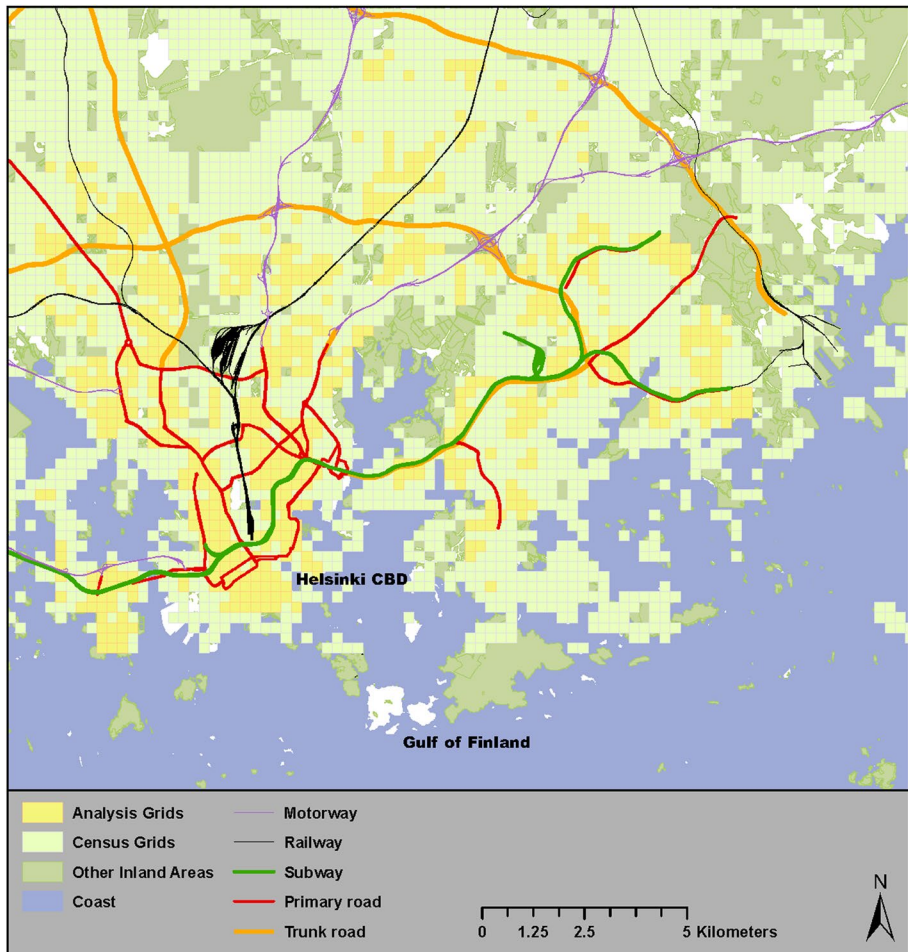 Helsinki CBD
Gulf of Finland
Analysis Grids
Census Grids
Other Inland Areas
Coast
Motorway
Railway
Subway
Primary road
Trunk road
N
0 1.25 2.5 5 Kilometers